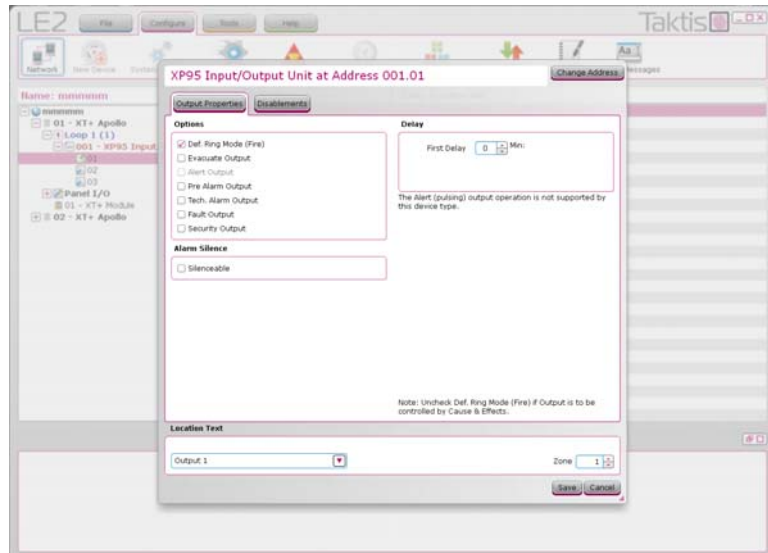 LE2
File
Configure
Tools
Help
Taktis
Network
New Device
Name: mmmmmm
mmmmmm
01 - XT+ Apollo
Loop 1 (1)
001 - XP95 Input
01
02
03
Panel I/O
01 - XT+ Module
02 - XT+ Apollo
XP95 Input/Output Unit at Address 001.01
Change Address
Output Properties
Disablements
Options
Def. Ring Mode (Fire)
Evacuate Output
Alert Output
Pre Alarm Output
Tech. Alarm Output
Fault Output
Security Output
Alarm Silence
Silenceable
Delay
First Delay 0 Min:
The Alert (pulsing) output operation is not supported by
this device type.
Note: Uncheck Def. Ring Mode (Fire) if Output is to be
controlled by Cause & Effects.
Location Text
Output 1
Zone 1
Save
Cancel